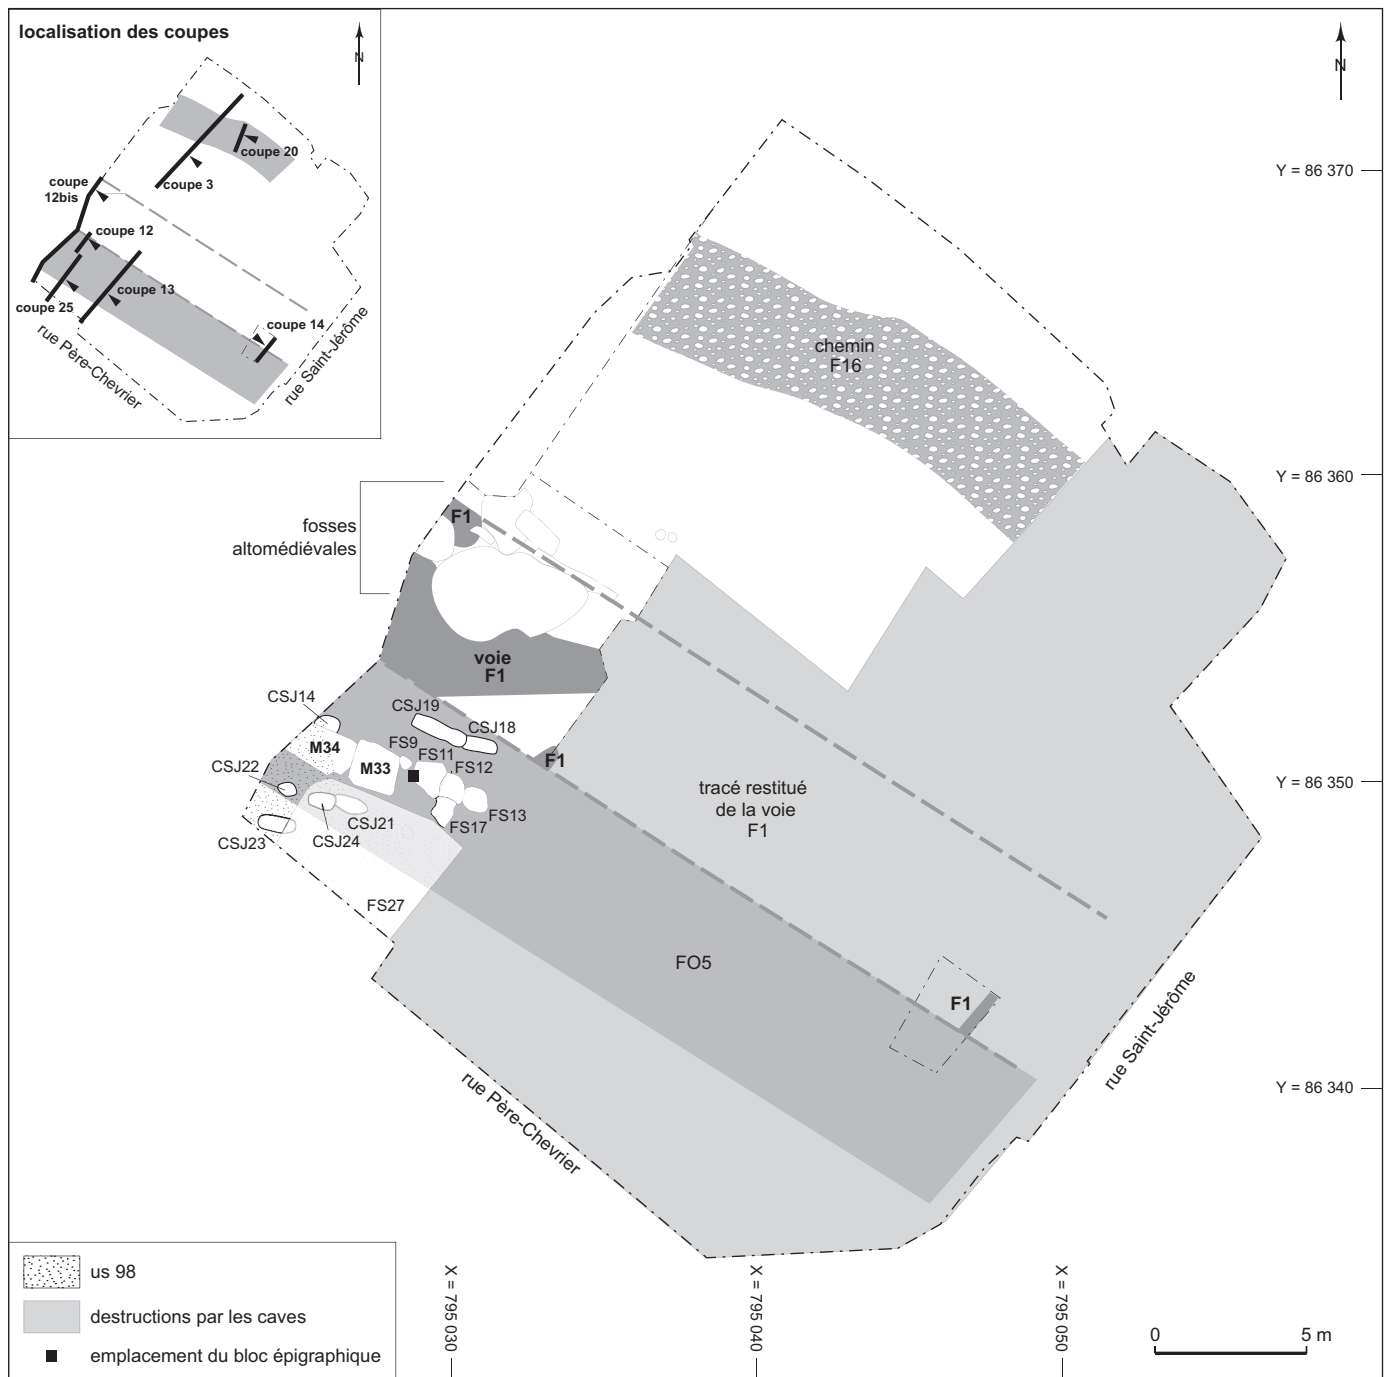 localisation des coupes
N
coupe 20
coupe 3
coupe
12bis
coupe 12
coupe 13
coupe 25
coupe 14
rue Père-Chevrier
rue Saint-Jérôme
N
Y = 86 370
chemin
F16
Y = 86 360
fosses
altomédiévales
F1
voie
F1
CSJ14
CSJ19
CSJ18
M34
FS9
FS11
F1
CSJ22
M33
FS12
FS13
FS17
CSJ21
CSJ24
CSJ23
tracé restitué
de la voie
F1
Y = 86 350
FS27
FO5
F1
rue Saint-Jérôme
rue Père-Chevrier
Y = 86 340
us 98
destructions par les caves
emplacement du bloc épigraphique
X = 795 030
X = 795 040
X = 795 050
0 5 m